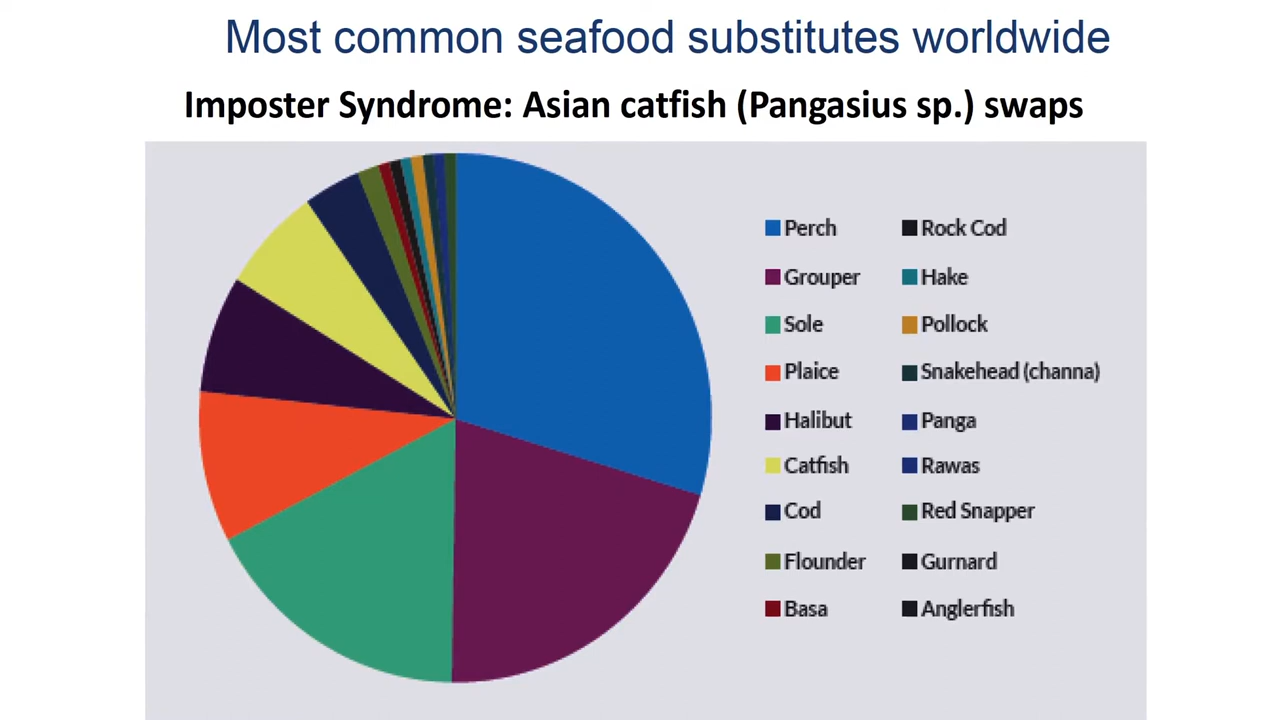 Most common seafood substitutes worldwide
Imposter Syndrome: Asian catfish (Pangasius sp.) swaps
Perch
Rock Cod
Grouper
Hake
Sole
Pollock
Plaice
Snakehead (channa)
Halibut
Panga
Catfish
Rawas
Cod
Red Snapper
Flounder
Gurnard
Basa
Anglerfish